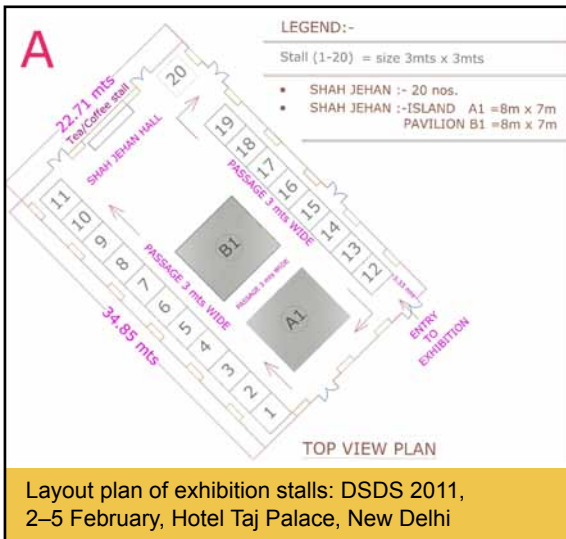 A
LEGEND:-
Stall (1-20) = size 3mts x 3mts
• SHAH JEHAN :- 20 nos.
• SHAH JEHAN :-ISLAND A1 =8m x 7m
PAVILION B1 =8m x 7m
22.71 mts
Tea/Coffee stall
SHAH JEHAN HALL
20
19
18
17
16
15
14
13
12
PASSAGE 3 mts WIDE
11
10
9
8
7
6
5
4
3
2
1
PASSAGE 3 mts WIDE
B1
PASSAGE 3 mts WIDE
A1
34.85 mts
ENTRY
TO
EXHIBITION
TOP VIEW PLAN
Layout plan of exhibition stalls: DSDS 2011,
2–5 February, Hotel Taj Palace, New Delhi